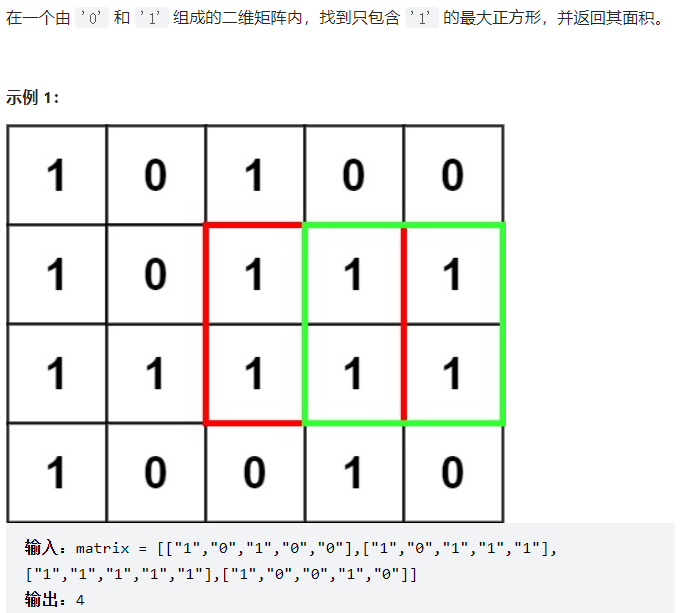 在一个由 '0' 和 '1' 组成的二维矩阵内，找到只包含 '1' 的最大正方形，并返回其面积。
示例 1：
1 0 1 0 0
1 0 1 1 1
1 1 1 1 1
1 0 0 1 0
输入：matrix = [["1","0","1","0","0"],["1","0","1","1","1"],
["1","1","1","1","1"],["1","0","0","1","0"]]
输出：4